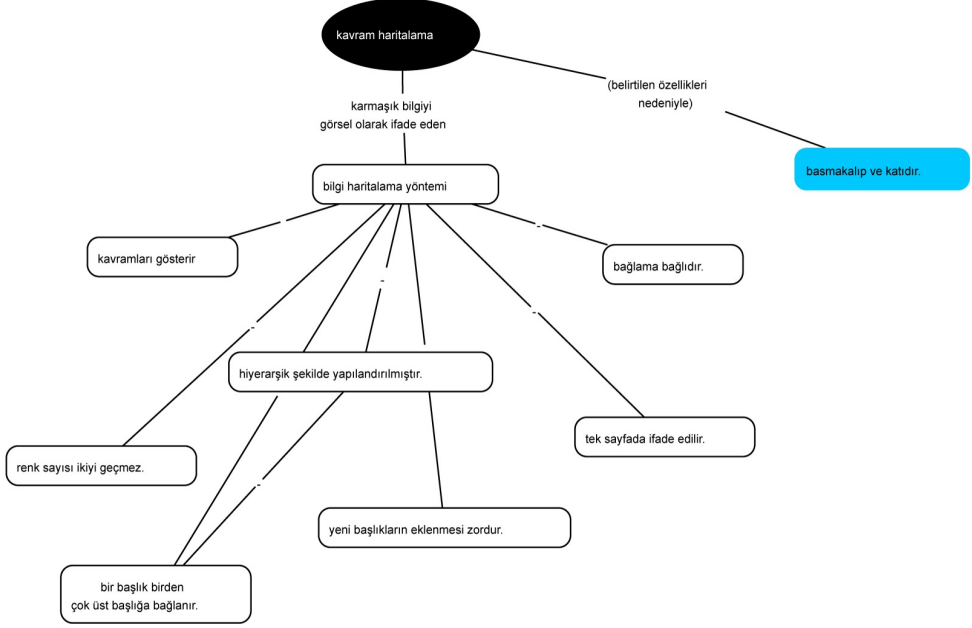 kavram haritalama
(belirtilen özellikleri
nedeniyle)
karmaşık bilgiyi
görsel olarak ifade eden
basmakalıp ve katıdır.
bilgi haritalama yöntemi
kavramları gösterir
bağlama bağlıdır.
hiyerarşik şekilde yapılandırılmıştır.
tek sayfada ifade edilir.
renk sayısı ikiyi geçmez.
yeni başlıkların eklenmesi zordur.
bir başlık birden
çok üst başlığa bağlanır.